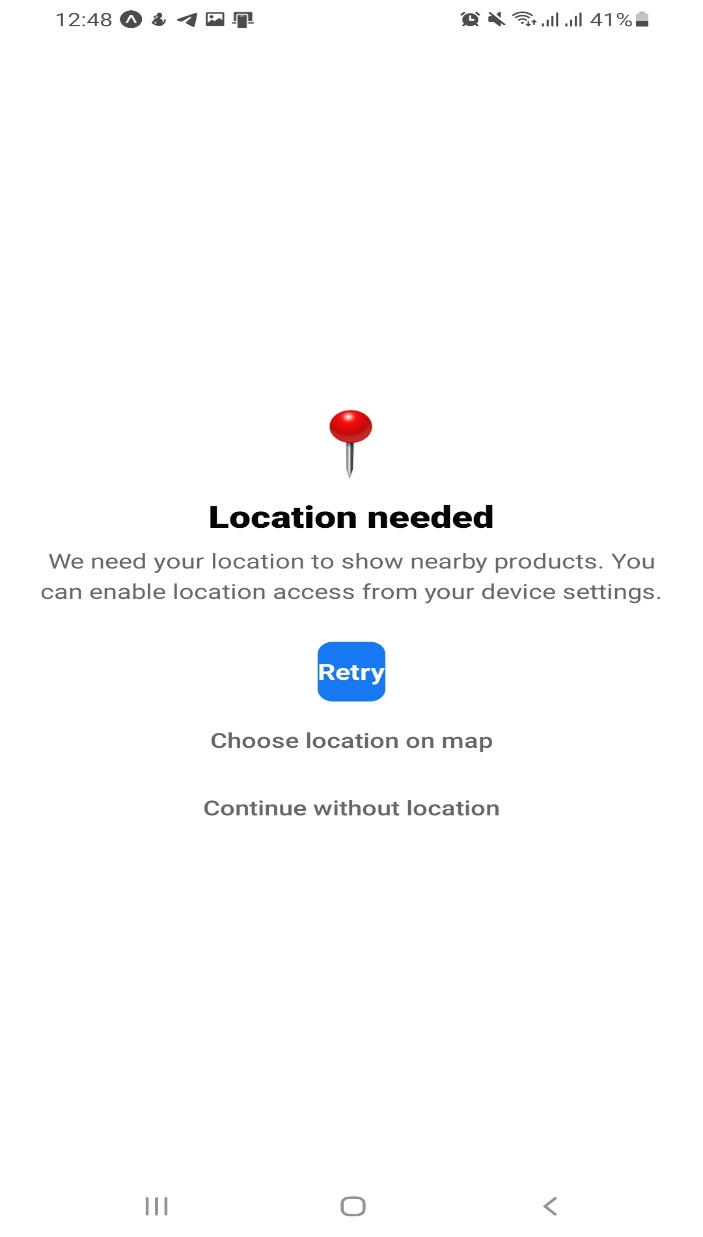 12:48 41%
Location needed
We need your location to show nearby products. You
can enable location access from your device settings.
Retry
Choose location on map
Continue without location